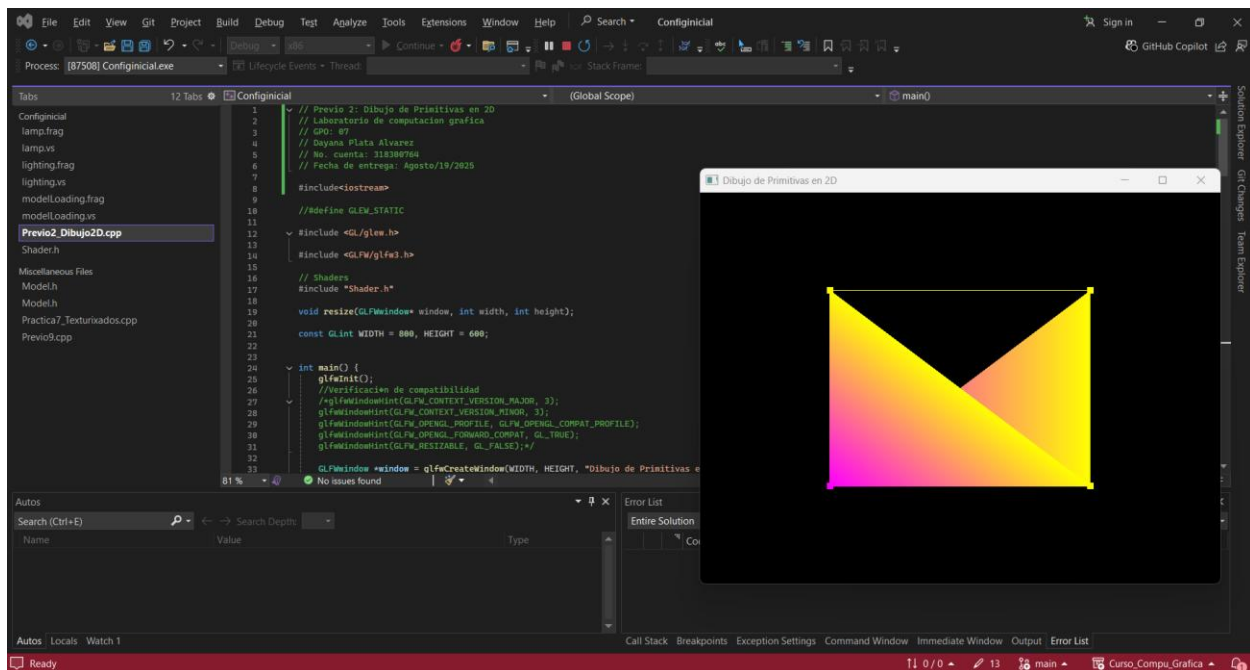 File Edit View Git Project Build Debug Test Analyze Tools Extensions Window Help Search Configinicial Sign in
Debug x86 Continue GitHub Copilot
Process: [87508] Configinicial.exe Lifecycle Events Thread: Stack Frame:
Tabs 12 Tabs
Configinicial
lamp.frag
lamp.vs
lighting.frag
lighting.vs
modelLoading.frag
modelLoading.vs
Previo2_Dibujo2D.cpp
Shader.h
Miscellaneous Files
Model.h
Model.h
Practica7_Texturixados.cpp
Previo9.cpp
Configinicial (Global Scope) main()
1 // Previo 2: Dibujo de Primitivas en 2D
2 // Laboratorio de computacion grafica
3 // GPO: 07
4 // Dayana Plata Alvarez
5 // No. cuenta: 318300764
6 // Fecha de entrega: Agosto/19/2025
7
8 #include<iostream>
9
10 //#define GLEW_STATIC
11
12 #include <GL/glew.h>
13
14 #include <GLFW/glfw3.h>
15
16 // Shaders
17 #include "Shader.h"
18
19 void resize(GLFWwindow* window, int width, int height);
20
21 const GLint WIDTH = 800, HEIGHT = 600;
22
23
24 int main() {
25 glfwInit();
26 //Verificaci�n de compatibilidad
27 /*glfwWindowHint(GLFW_CONTEXT_VERSION_MAJOR, 3);
28 glfwWindowHint(GLFW_CONTEXT_VERSION_MINOR, 3);
29 glfwWindowHint(GLFW_OPENGL_PROFILE, GLFW_OPENGL_COMPAT_PROFILE);
30 glfwWindowHint(GLFW_OPENGL_FORWARD_COMPAT, GL_TRUE);
31 glfwWindowHint(GLFW_RESIZABLE, GL_FALSE);*/
32
33 GLFWwindow *window = glfwCreateWindow(WIDTH, HEIGHT, "Dibujo de Primitivas e
81 % No issues found
Dibujo de Primitivas en 2D
Solution Explorer
Git Changes
Team Explorer
Autos
Search (Ctrl+E) Search Depth:
Name Value Type
Autos Locals Watch 1
Error List
Entire Solution
Co
Call Stack Breakpoints Exception Settings Command Window Immediate Window Output Error List
Ready 0 / 0 13 main Curso_Compu_Grafica